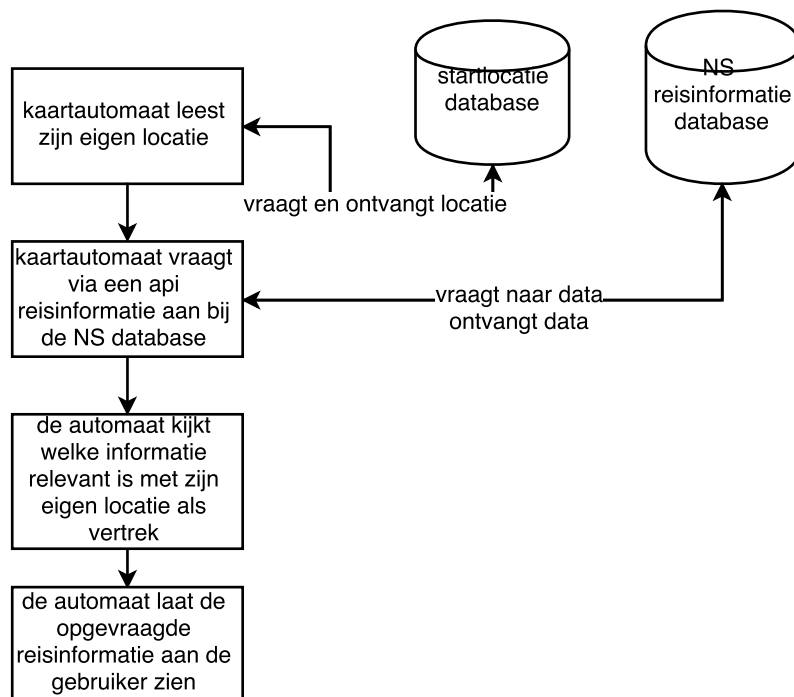 startlocatie
database
NS
reisinformatie
database
kaartautomaat leest
zijn eigen locatie
vraagt en ontvangt locatie
kaartautomaat vraagt
via een api
reisinformatie aan bij
de NS database
vraagt naar data
ontvangt data
de automaat kijkt
welke informatie
relevant is met zijn
eigen locatie als
vertrek
de automaat laat de
opgevraagde
reisinformatie aan de
gebruiker zien